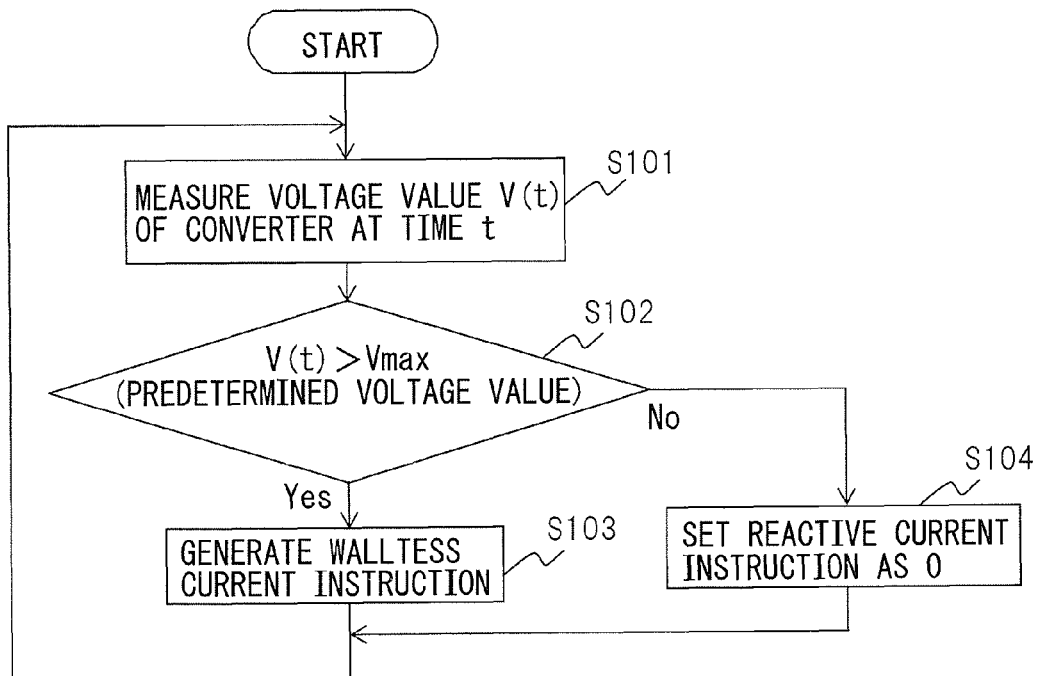 START
S101
MEASURE VOLTAGE VALUE V(t)
OF CONVERTER AT TIME t
S102
V(t)>Vmax
(PREDETERMINED VOLTAGE VALUE)
No
Yes
S104
S103
GENERATE WALLTESS
CURRENT INSTRUCTION
SET REACTIVE CURRENT
INSTRUCTION AS 0